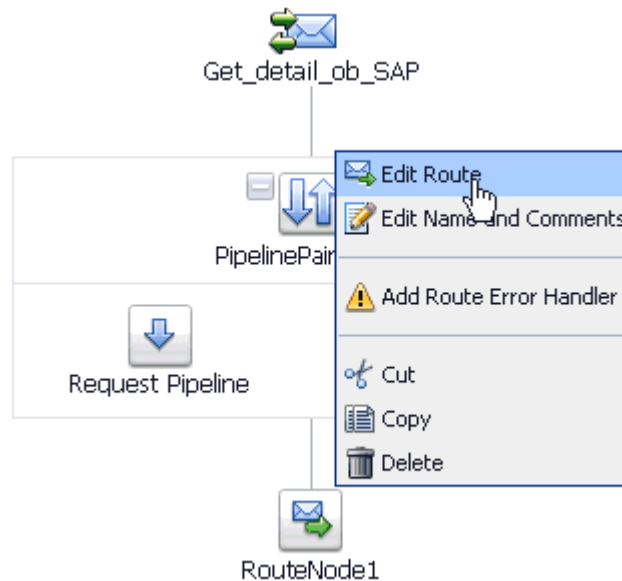 Get_detail_ob_SAP
Edit Route
PipelinePair
Edit Name and Comments
Add Route Error Handler
Request Pipeline
Cut
Copy
Delete
RouteNode1